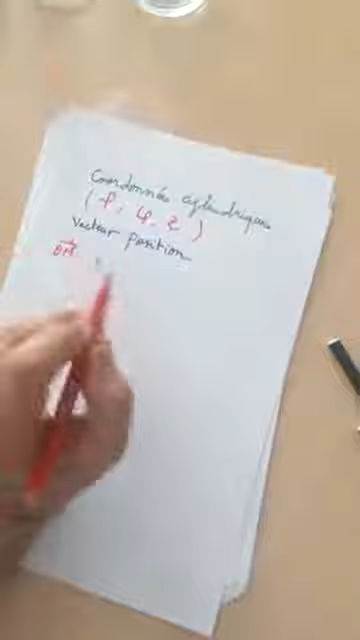 Coordonnée cylindrique
(ρ, φ, z)
Vecteur position
OM